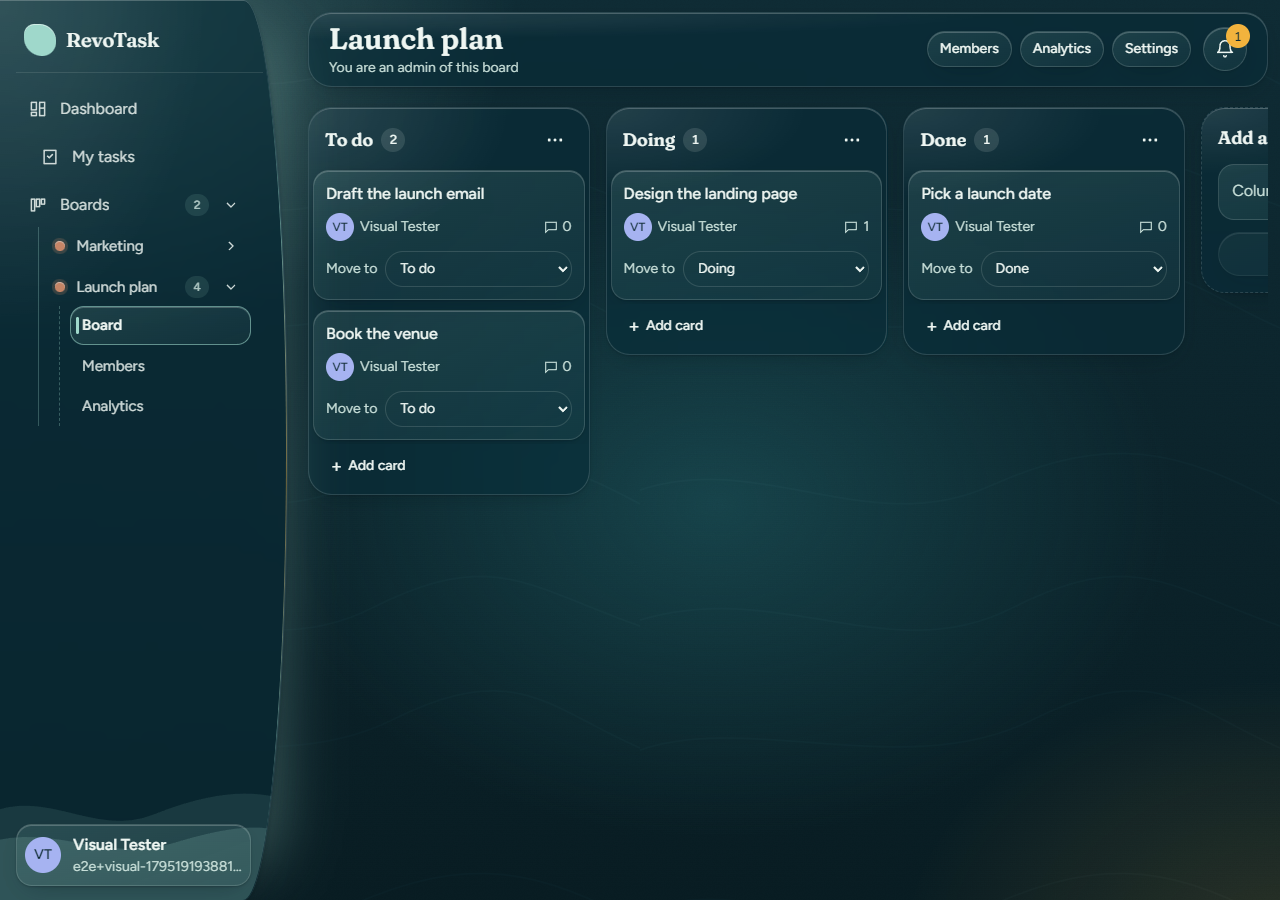 RevoTask
Dashboard
My tasks
Boards 2
Marketing
Launch plan 4
Board
Members
Analytics
VT
Visual Tester
e2e+visual-179519193881...
Launch plan
You are an admin of this board
Members
Analytics
Settings
1
To do 2
Draft the launch email
VT Visual Tester 0
Move to To do
Book the venue
VT Visual Tester 0
Move to To do
+ Add card
Doing 1
Design the landing page
VT Visual Tester 1
Move to Doing
+ Add card
Done 1
Pick a launch date
VT Visual Tester 0
Move to Done
+ Add card
Add a